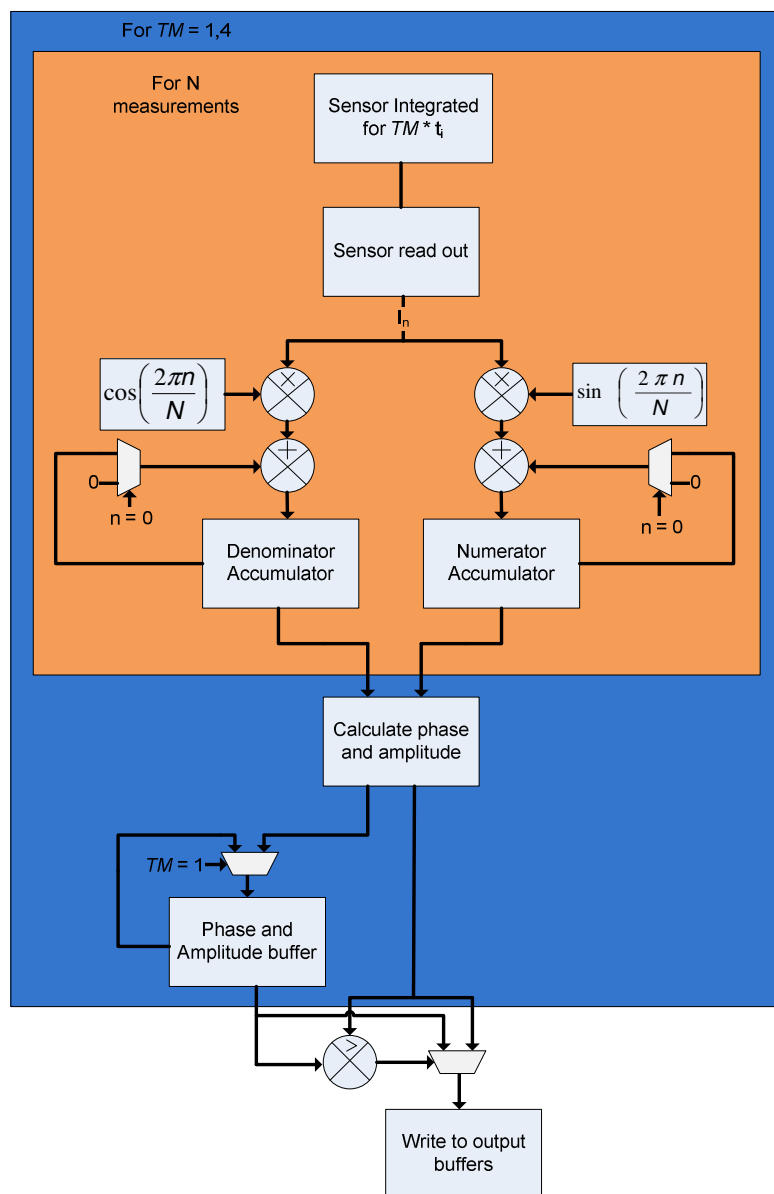 For TM = 1,4
For N
measurements
Sensor Integrated
for TM * ti
Sensor read out
In
cos(2πn/N)
×
×
sin (2πn/N)
+
+
0
n = 0
0
n = 0
Denominator
Accumulator
Numerator
Accumulator
Calculate phase
and amplitude
TM = 1
Phase and
Amplitude buffer
>
Write to output
buffers